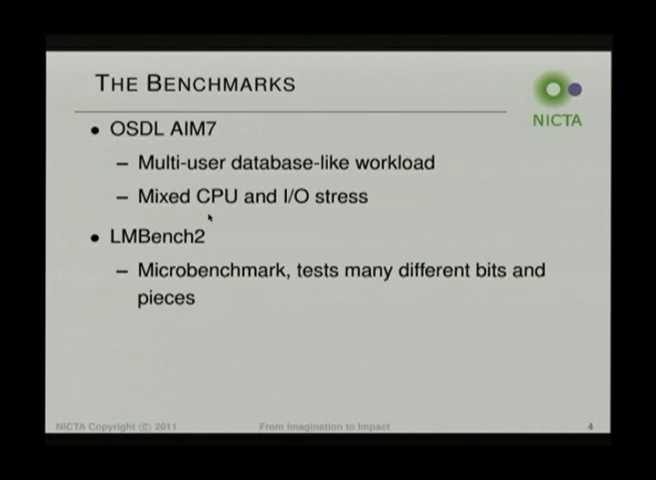 THE BENCHMARKS
NICTA
• OSDL AIM7
– Multi-user database-like workload
– Mixed CPU and I/O stress
• LMBench2
– Microbenchmark, tests many different bits and
pieces
NICTA Copyright © 2011 From Imagination to Impact 4